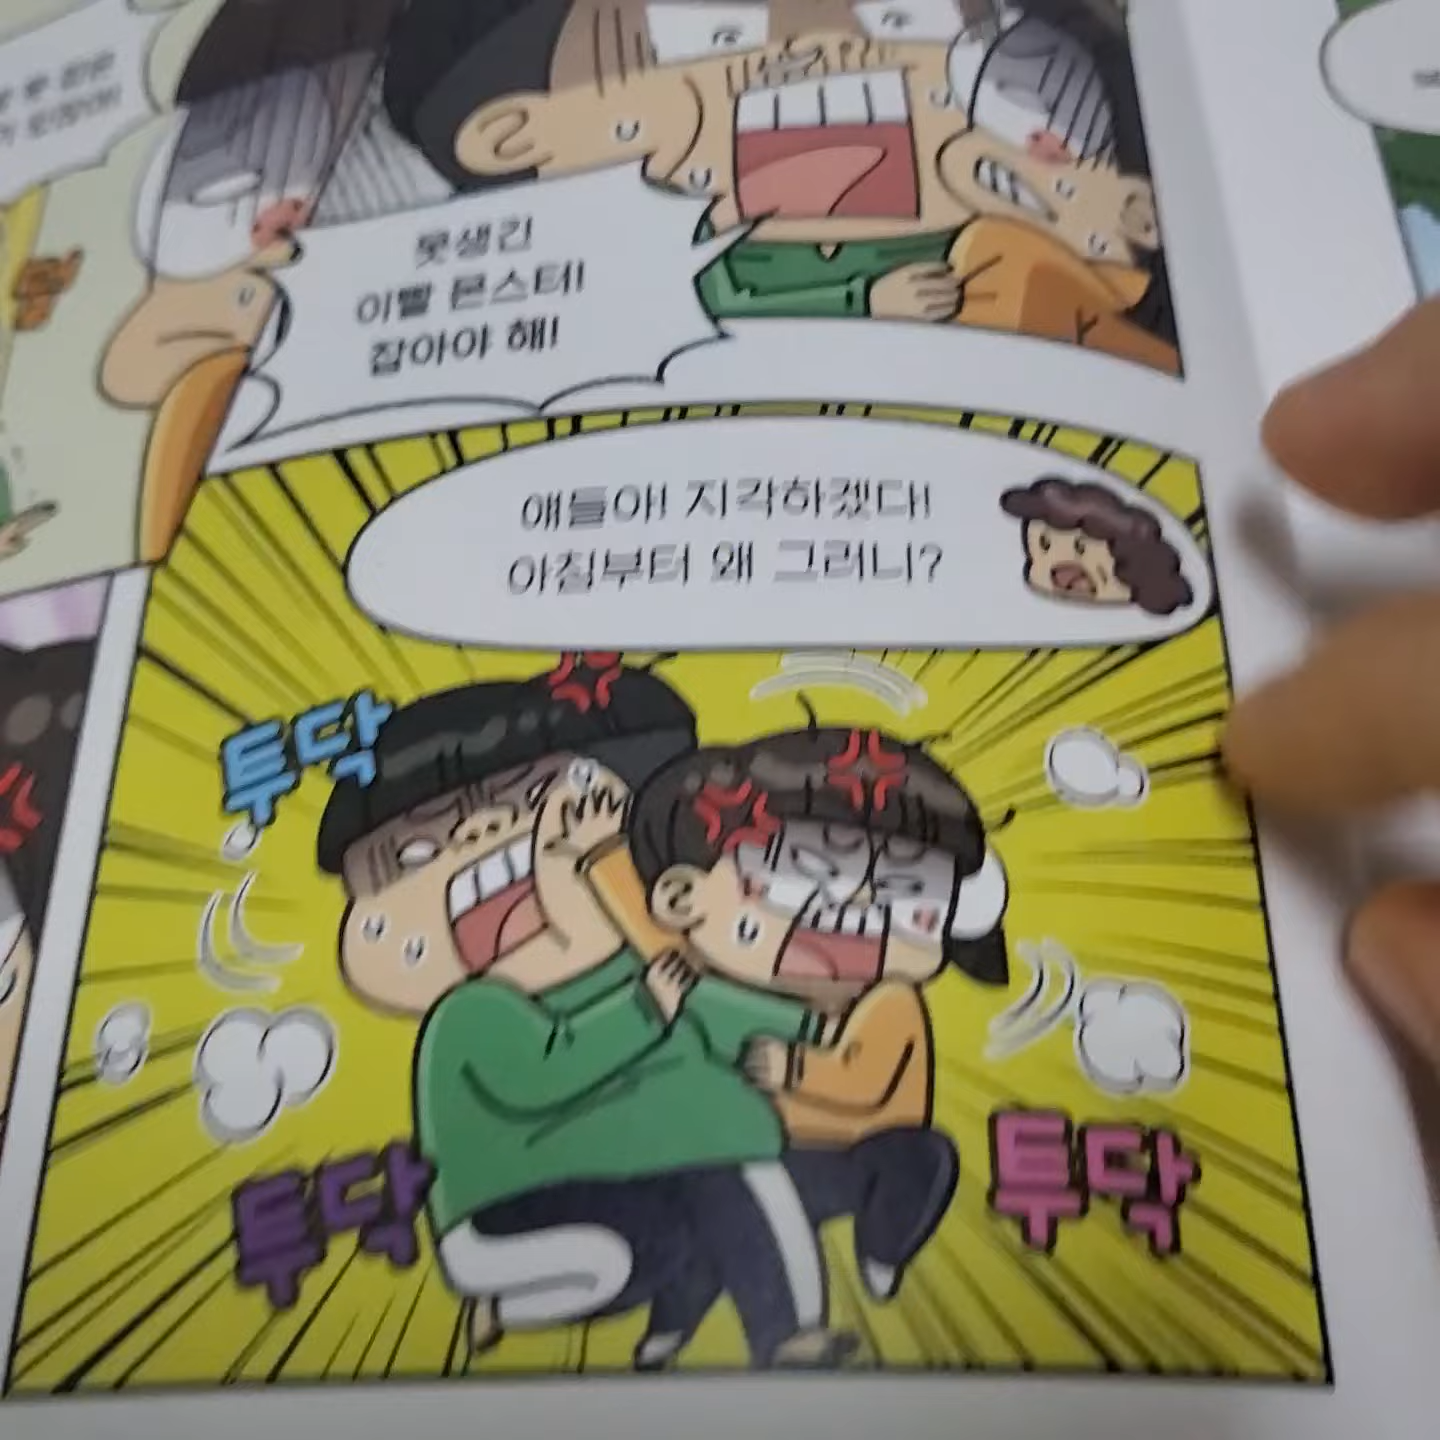 못생긴
이빨 몬스터!
잡아야 해!
얘들아! 지각하겠다!
아침부터 왜 그러니?
투닥
투닥
투닥